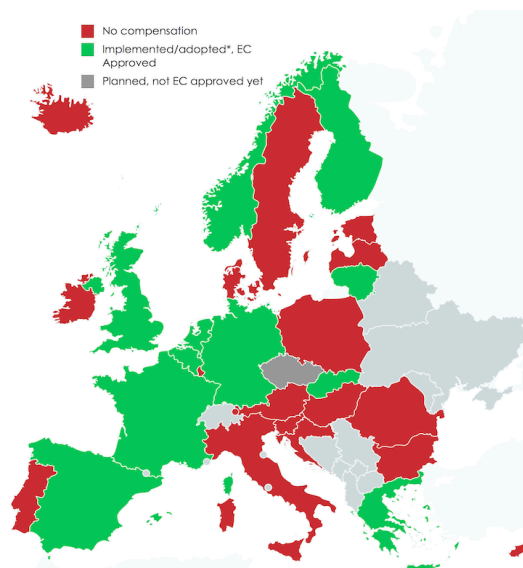 No compensation
Implemented/adopted*, EC
Approved
Planned, not EC approved yet